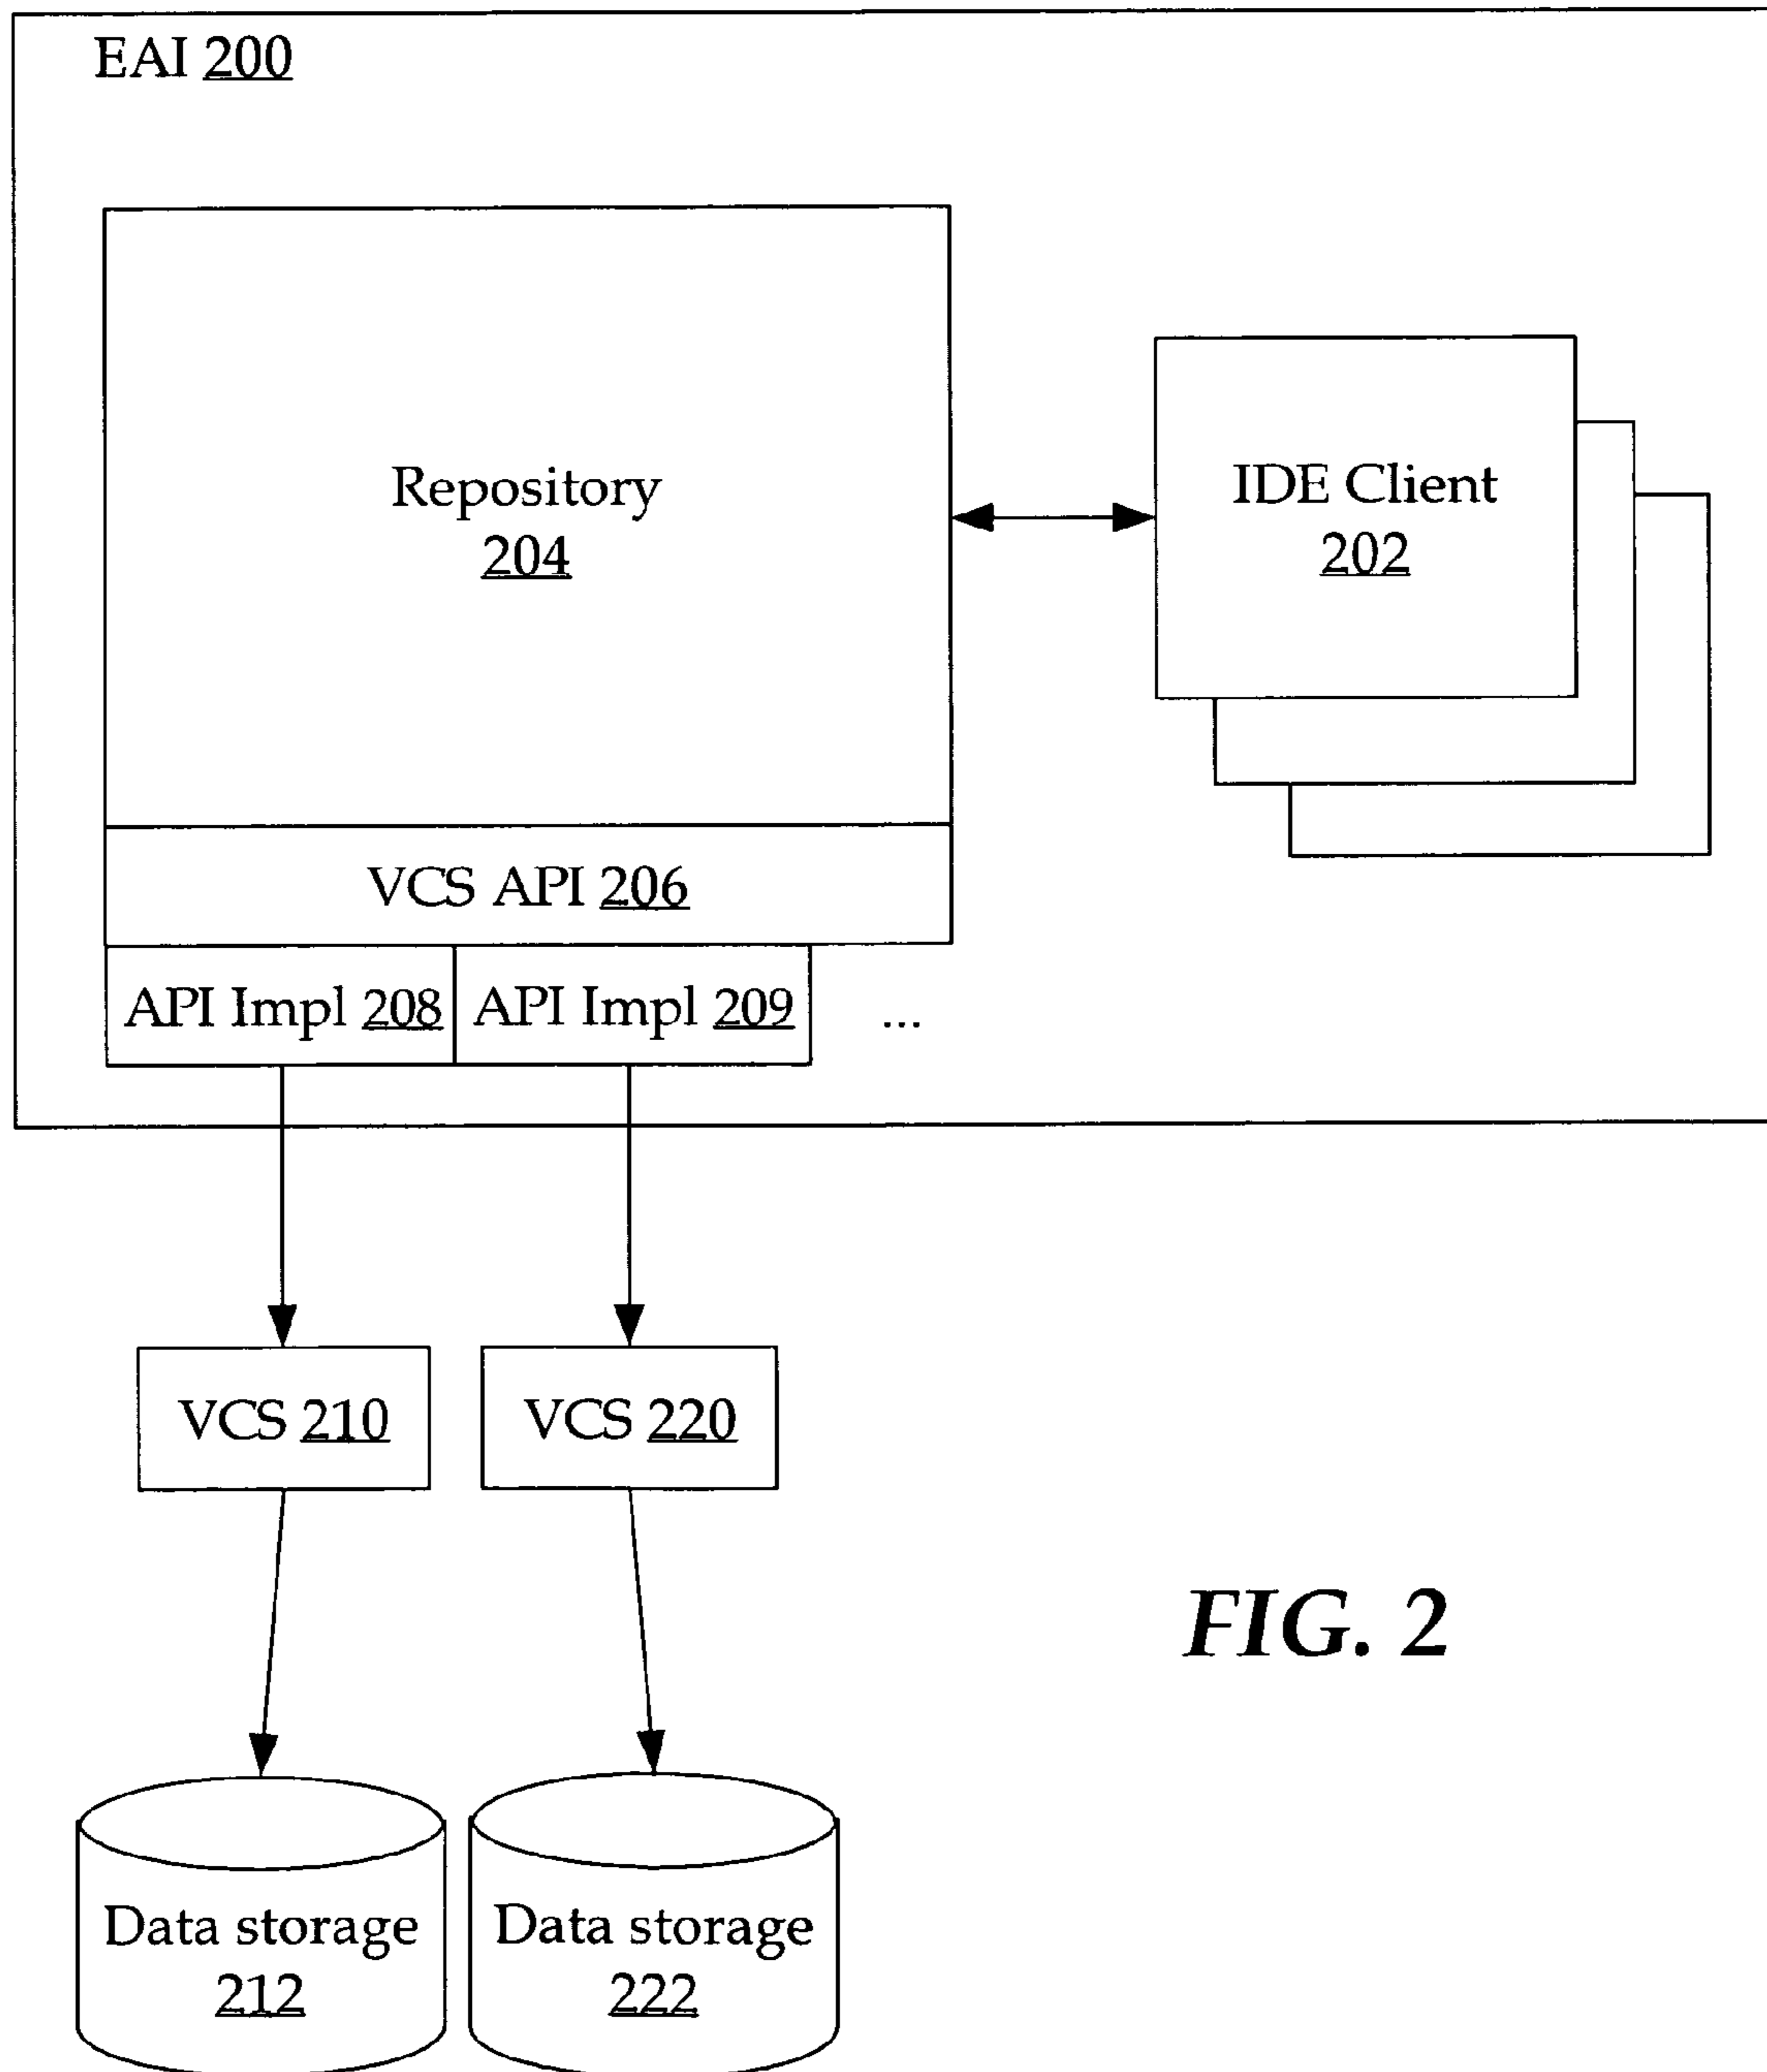 EAI 200
Repository
204
IDE Client
202
VCS API 206
API Impl 208
API Impl 209
...
VCS 210
VCS 220
FIG. 2
Data storage
212
Data storage
222